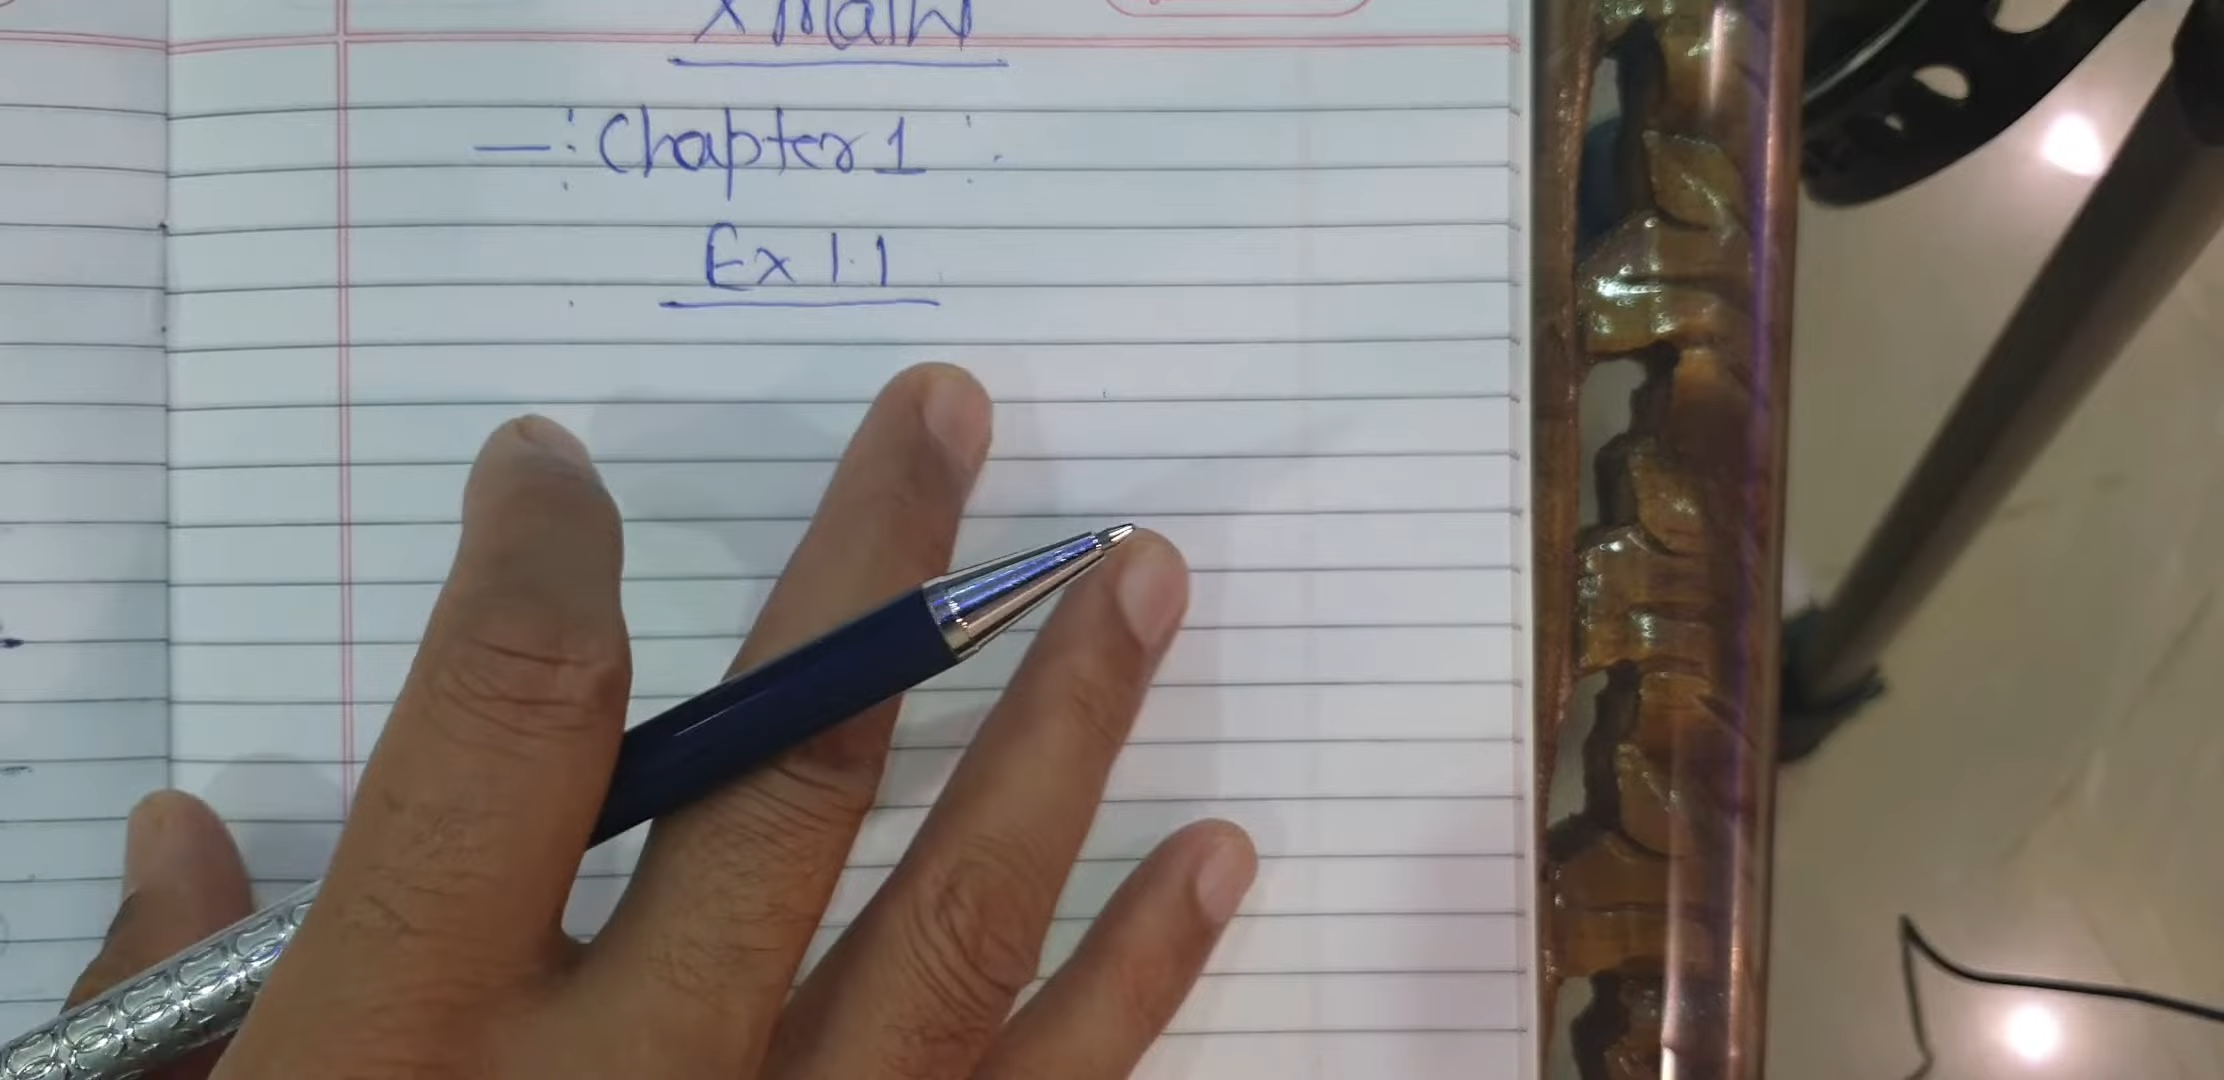 X Math
—: Chapter 1 :
Ex 1.1